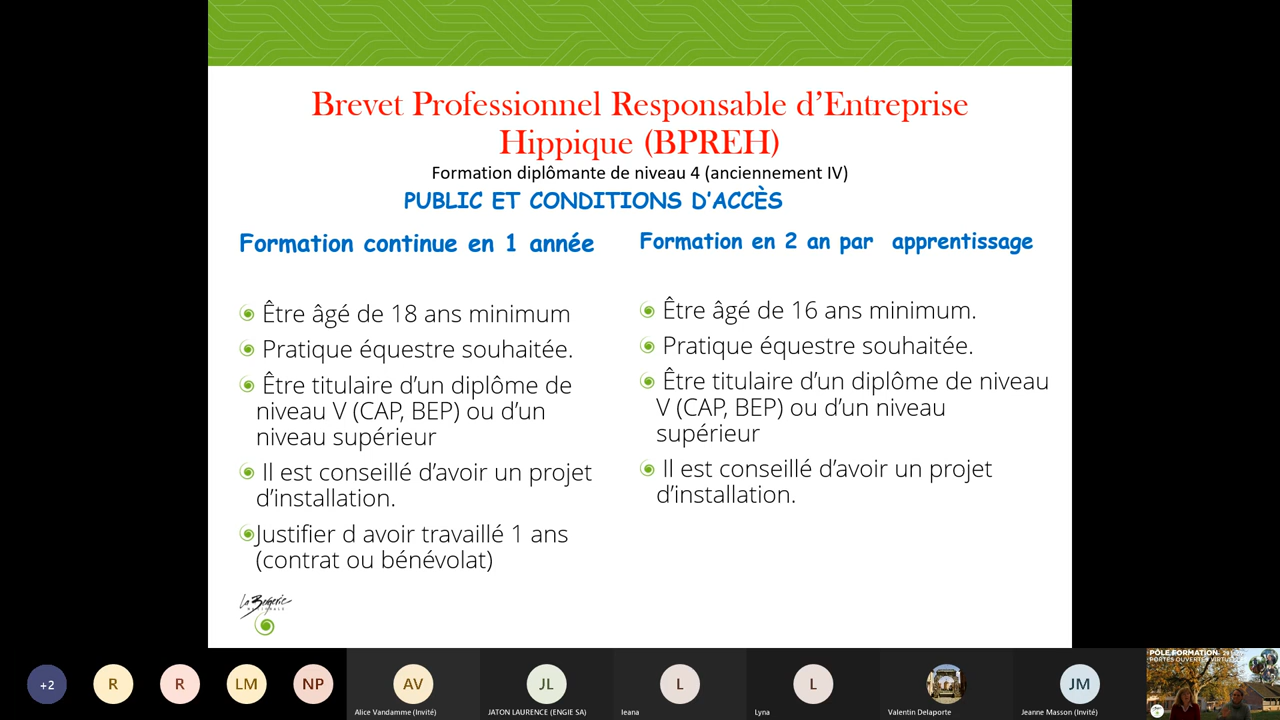 Brevet Professionnel Responsable d'Entreprise
Hippique (BPREH)
Formation diplômante de niveau 4 (anciennement IV)
PUBLIC ET CONDITIONS D'ACCÈS
Formation continue en 1 année
Être âgé de 18 ans minimum
Pratique équestre souhaitée.
Être titulaire d'un diplôme de
niveau V (CAP, BEP) ou d'un
niveau supérieur
Il est conseillé d'avoir un projet
d'installation.
Justifier d avoir travaillé 1 ans
(contrat ou bénévolat)
Formation en 2 an par apprentissage
Être âgé de 16 ans minimum.
Pratique équestre souhaitée.
Être titulaire d'un diplôme de niveau
V (CAP, BEP) ou d'un niveau
supérieur
Il est conseillé d'avoir un projet
d'installation.
La Bergerie
NATIONALE
+2
R
R
LM
NP
AV
Alice Vandamme (Invité)
JL
JATON LAURENCE (ENGIE SA)
L
Ieana
L
Lyna
Valentin Delaporte
JM
Jeanne Masson (Invité)
PÔLE FORMATION
PORTES OUVERTES VIRTUELLES